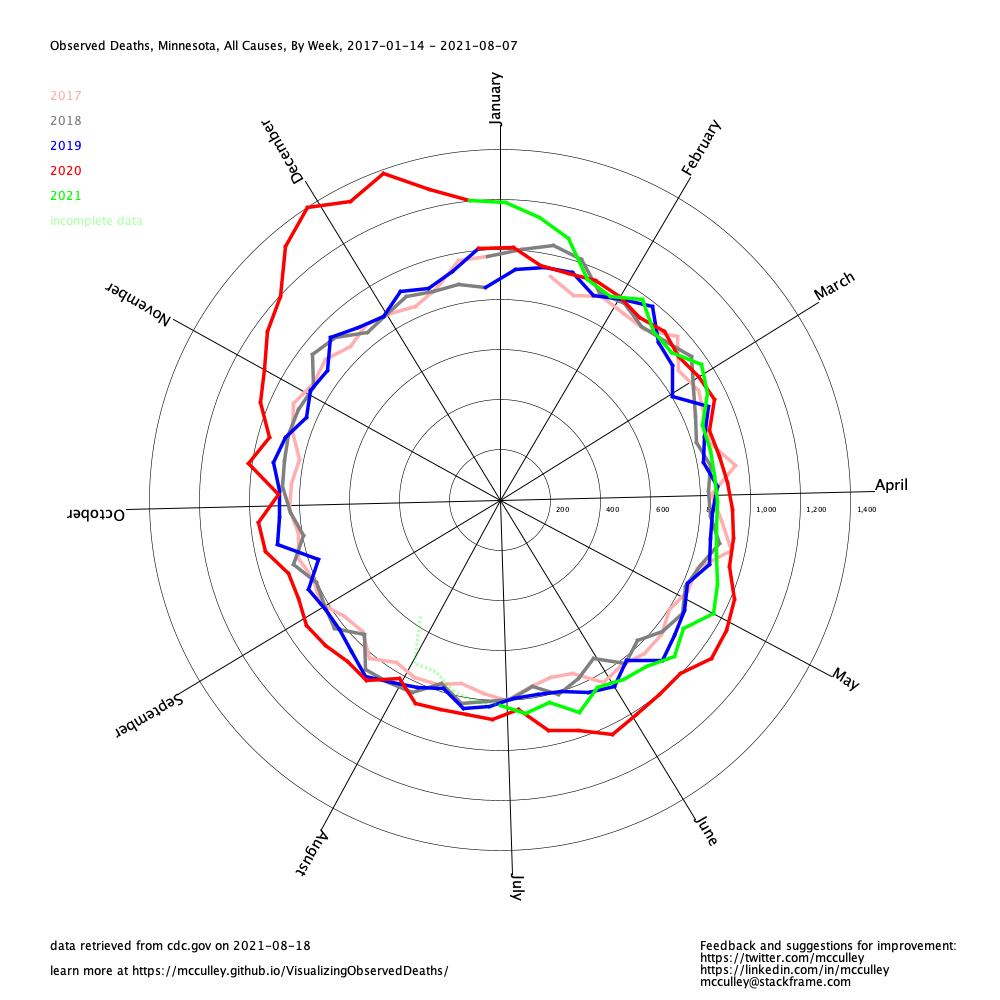 Observed Deaths, Minnesota, All Causes, By Week, 2017-01-14 - 2021-08-07
2017
2018
2019
2020
2021
incomplete data
January
February
March
April
May
June
July
August
September
October
November
December
200
400
600
8
1,000
1,200
1,400
data retrieved from cdc.gov on 2021-08-18
learn more at https://mcculley.github.io/VisualizingObservedDeaths/
Feedback and suggestions for improvement:
https://twitter.com/mcculley
https://linkedin.com/in/mcculley
mcculley@stackframe.com